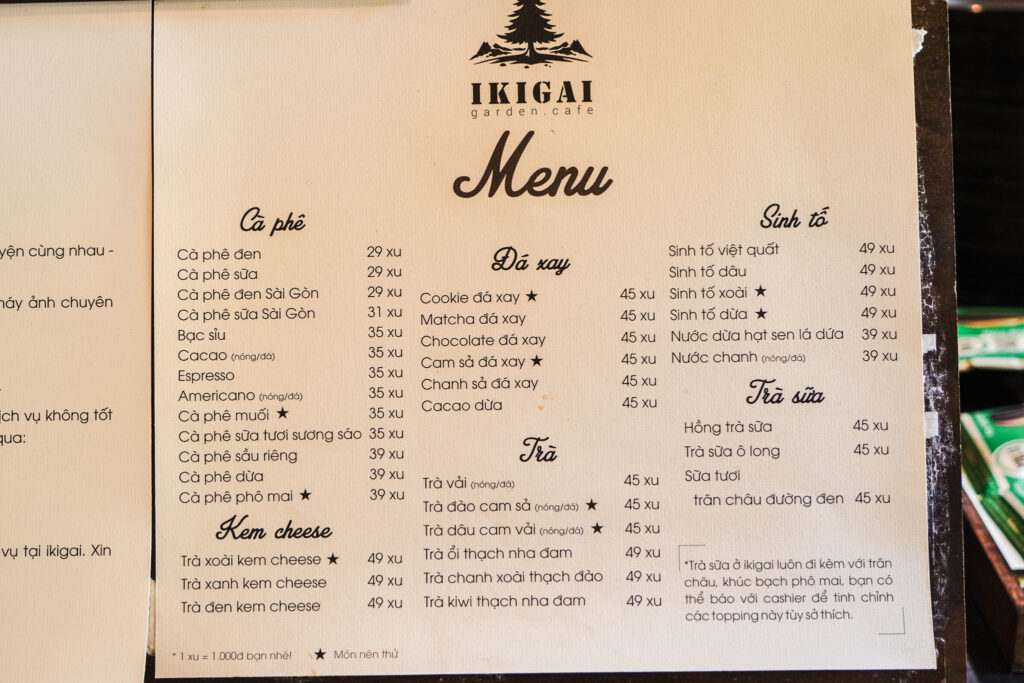 yện cùng nhau -
náy ảnh chuyên
ịch vụ không tốt
qua:
vụ tại ikigai. Xin
IKIGAI
garden.cafe
Menu
Cà phê
Cà phê đen 29 xu
Cà phê sữa 29 xu
Cà phê đen Sài Gòn 29 xu
Cà phê sữa Sài Gòn 31 xu
Bạc sỉu 35 xu
Cacao (nóng/đá) 35 xu
Espresso 35 xu
Americano (nóng/đá) 35 xu
Cà phê muối ★ 35 xu
Cà phê sữa tươi sương sáo 35 xu
Cà phê sầu riêng 39 xu
Cà phê dừa 39 xu
Cà phê phô mai ★ 39 xu
Kem cheese
Trà xoài kem cheese ★ 49 xu
Trà xanh kem cheese 49 xu
Trà đen kem cheese 49 xu
* 1 xu = 1.000đ bạn nhé! ★ Món nên thử
Đá xay
Cookie đá xay ★ 45 xu
Matcha đá xay 45 xu
Chocolate đá xay 45 xu
Cam sả đá xay ★ 45 xu
Chanh sả đá xay 45 xu
Cacao dừa 45 xu
Trà
Trà vải (nóng/đá) 45 xu
Trà đào cam sả (nóng/đá) ★ 45 xu
Trà dâu cam vải (nóng/đá) ★ 45 xu
Trà ổi thạch nha đam 49 xu
Trà chanh xoài thạch đào 49 xu
Trà kiwi thạch nha đam 49 xu
Sinh tố
Sinh tố việt quất 49 xu
Sinh tố dâu 49 xu
Sinh tố xoài ★ 49 xu
Sinh tố dừa ★ 49 xu
Nước dừa hạt sen lá dứa 39 xu
Nước chanh (nóng/đá) 39 xu
Trà sữa
Hồng trà sữa 45 xu
Trà sữa ô long 45 xu
Sữa tươi
trân châu đường đen 45 xu
*Trà sữa ở ikigai luôn đi kèm với trân
châu, khúc bạch phô mai, bạn có
thể báo với cashier để tinh chỉnh
các topping này tùy sở thích.